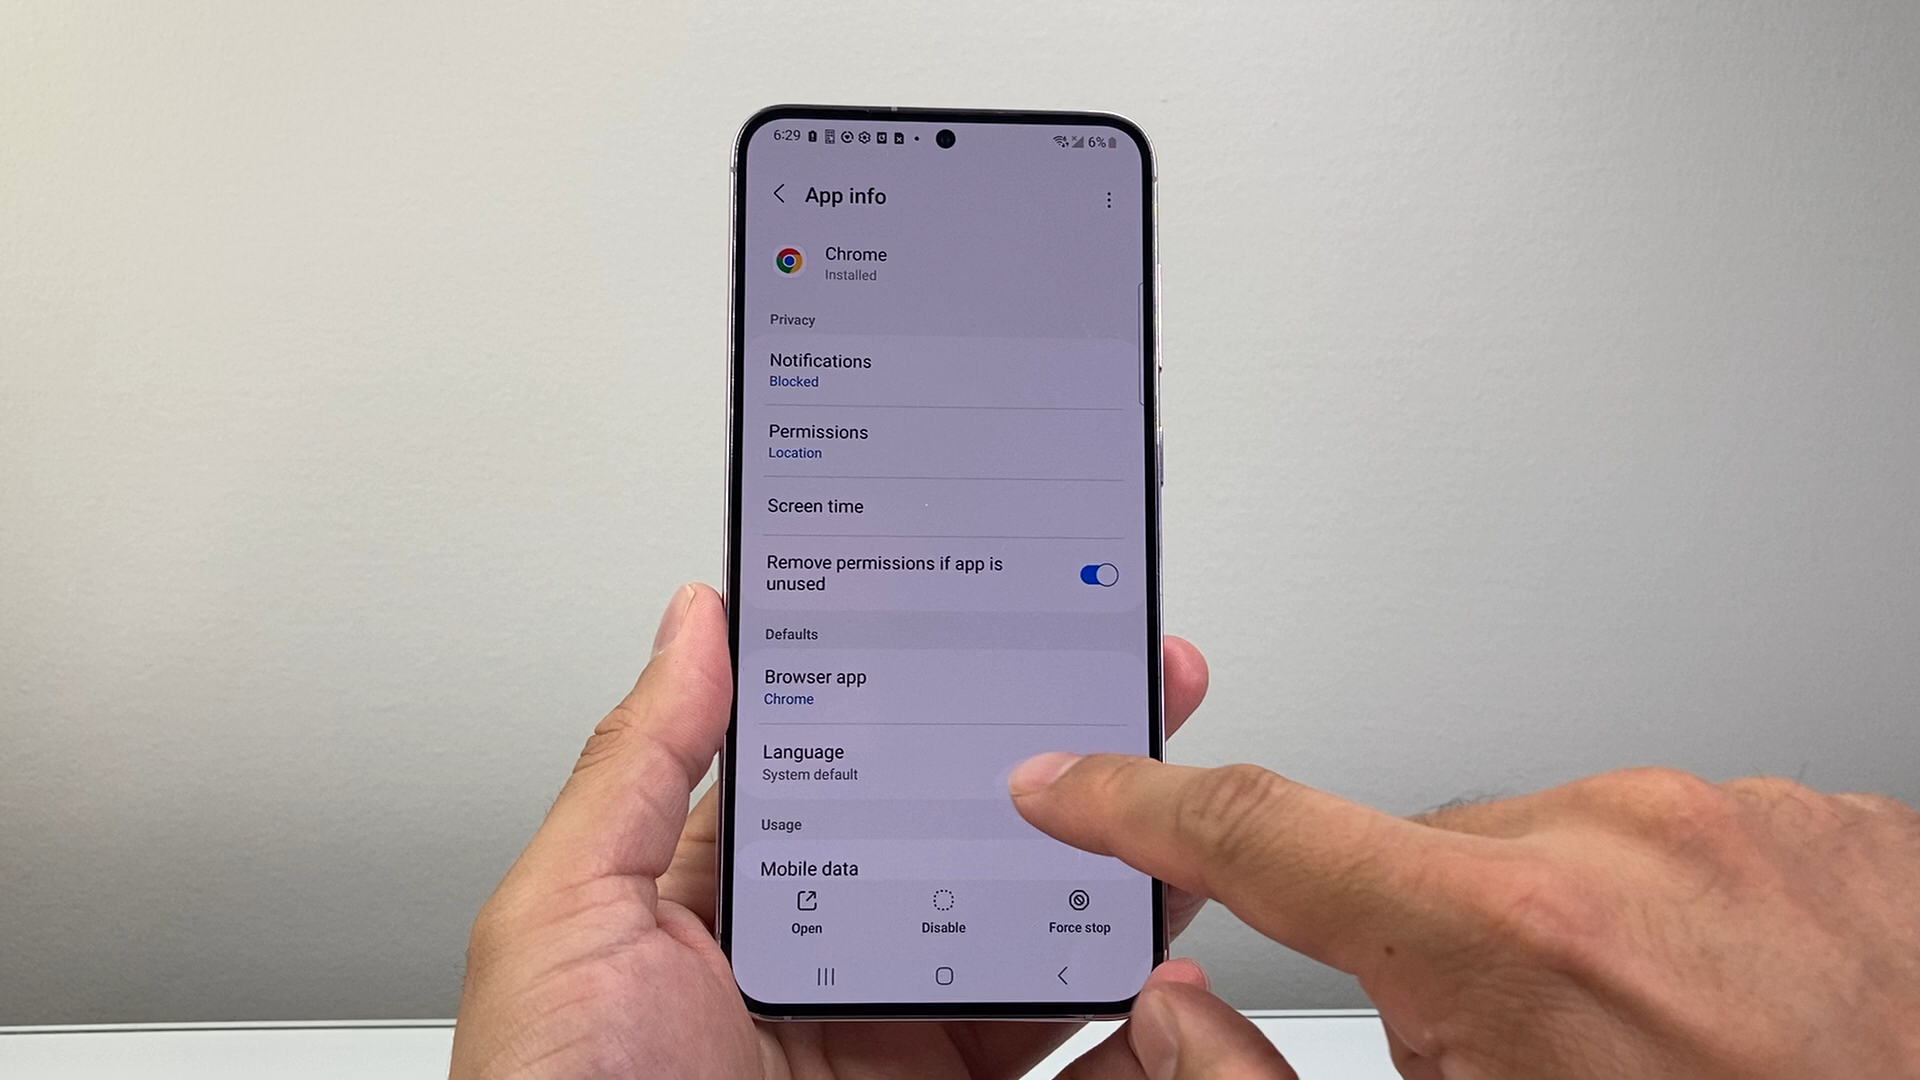 6:29 6%
App info
Chrome
Installed
Privacy
Notifications
Blocked
Permissions
Location
Screen time
Remove permissions if app is
unused
Defaults
Browser app
Chrome
Language
System default
Usage
Mobile data
Open Disable Force stop